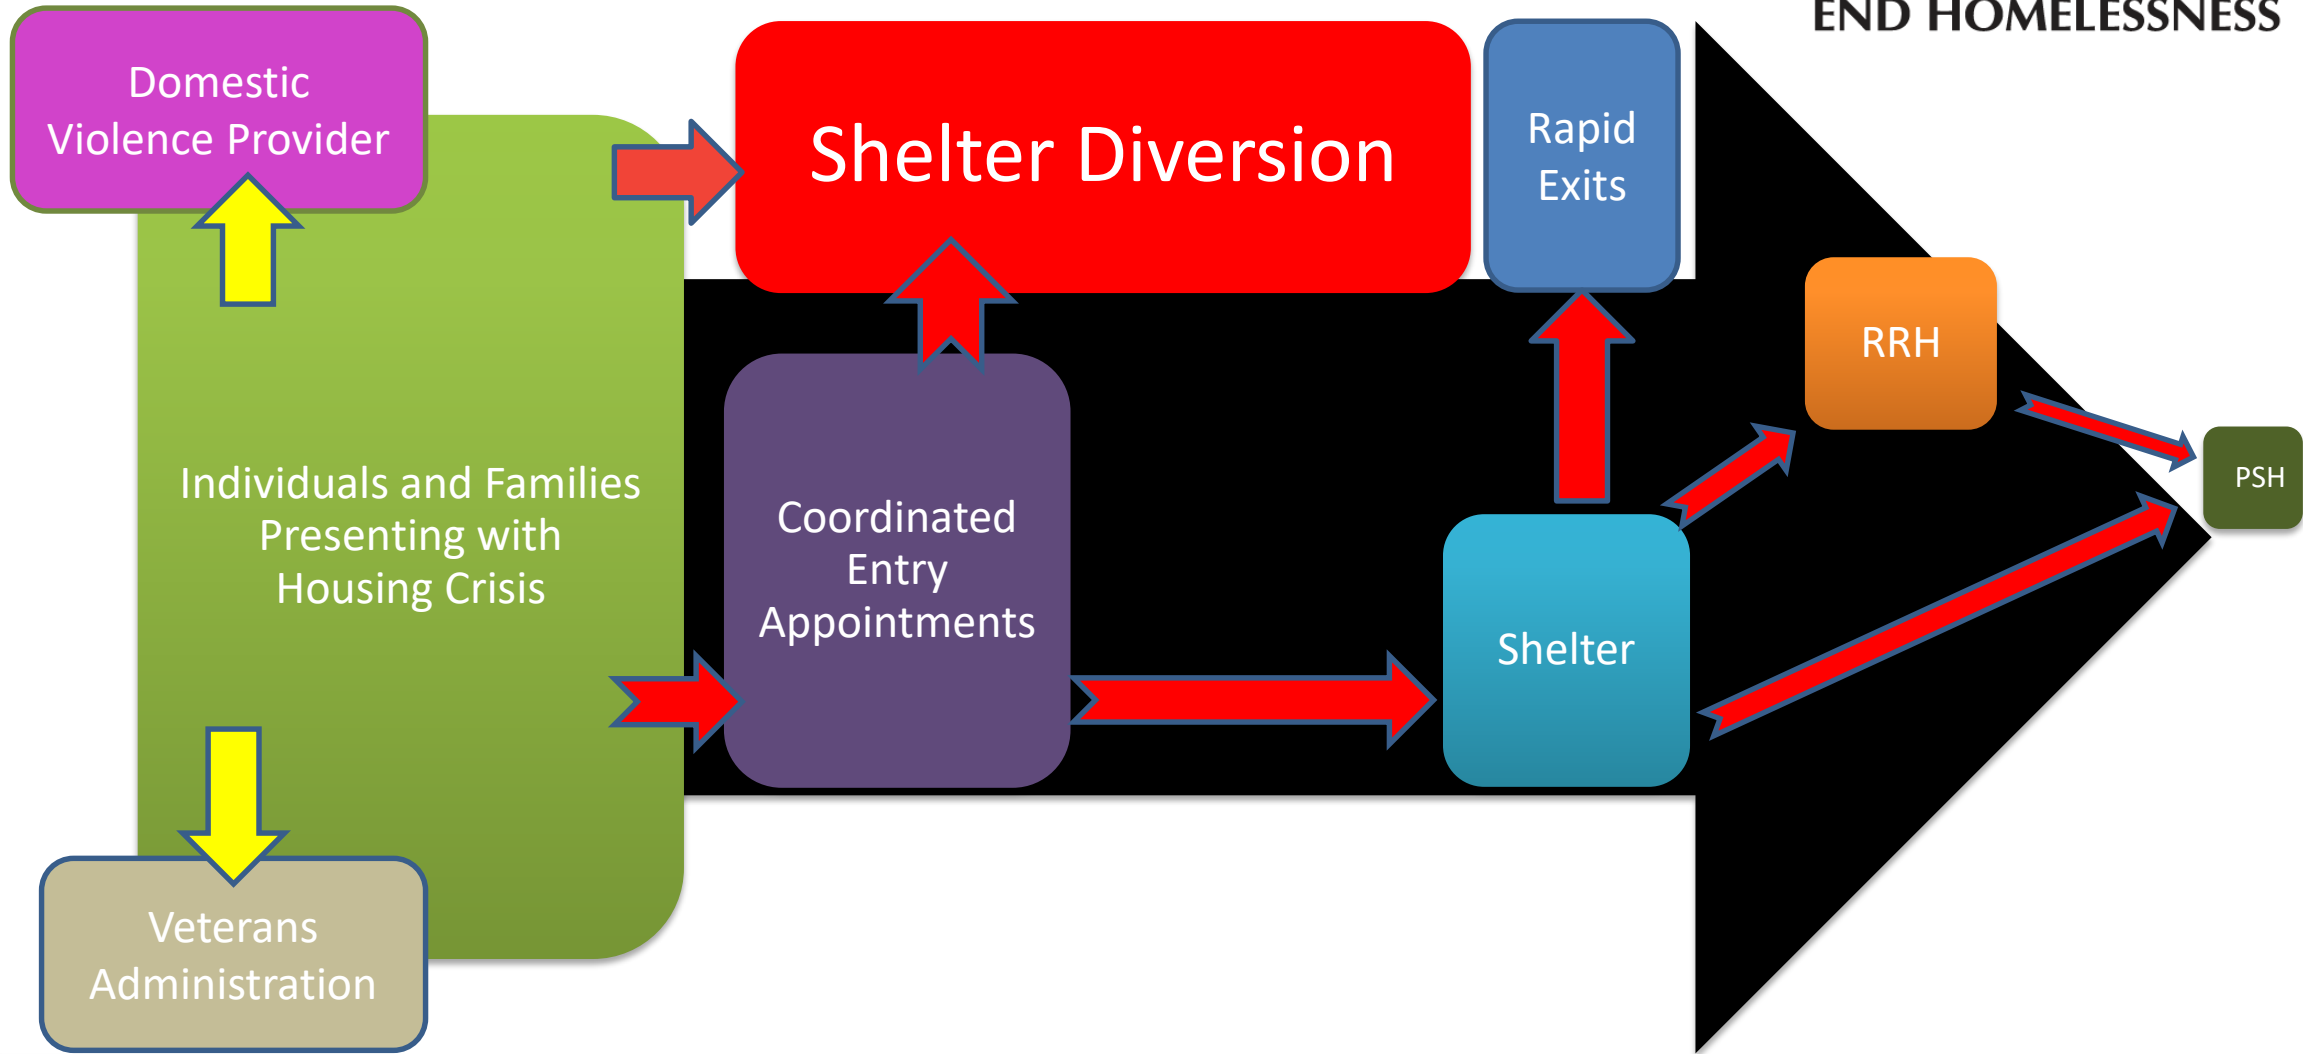 END HOMELESSNESS
Domestic
Violence Provider
Shelter Diversion
Rapid
Exits
RRH
PSH
Individuals and Families
Presenting with
Housing Crisis
Coordinated
Entry
Appointments
Shelter
Veterans
Administration